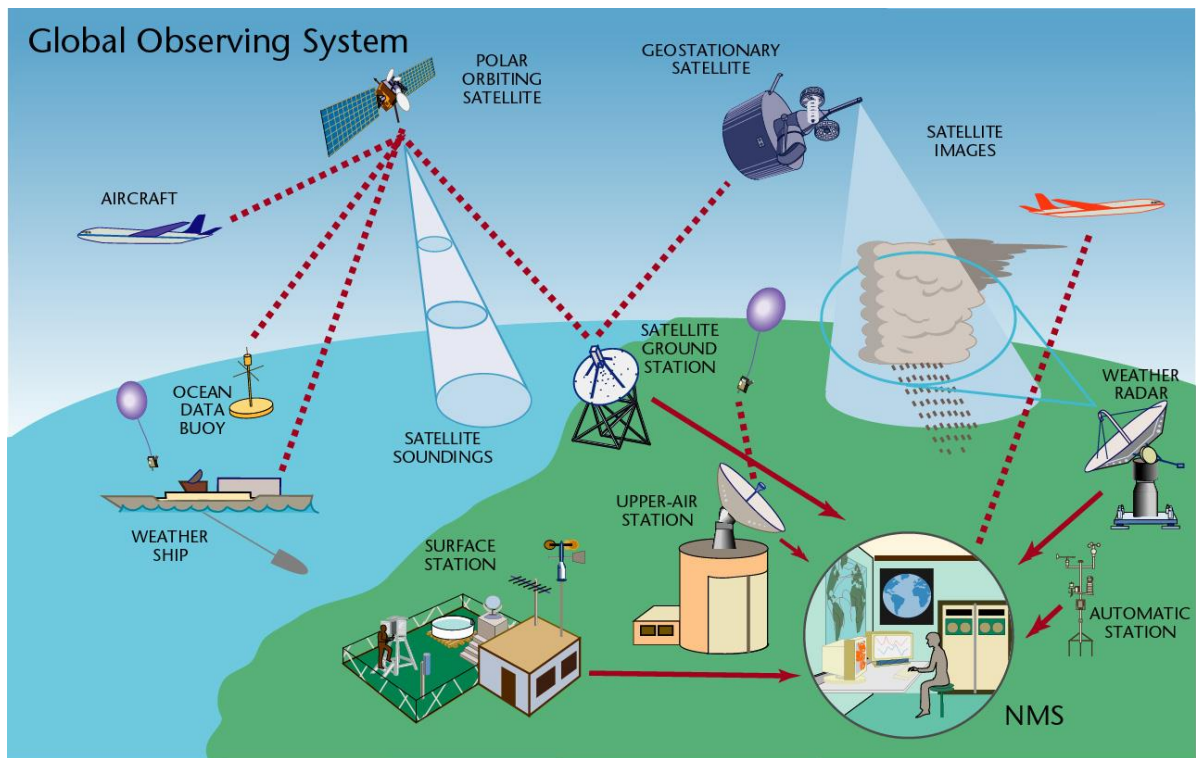 Global Observing System
POLAR
ORBITING
SATELLITE
GEOSTATIONARY
SATELLITE
SATELLITE
IMAGES
AIRCRAFT
SATELLITE
GROUND
STATION
WEATHER
RADAR
OCEAN
DATA
BUOY
SATELLITE
SOUNDINGS
UPPER-AIR
STATION
WEATHER
SHIP
SURFACE
STATION
AUTOMATIC
STATION
NMS